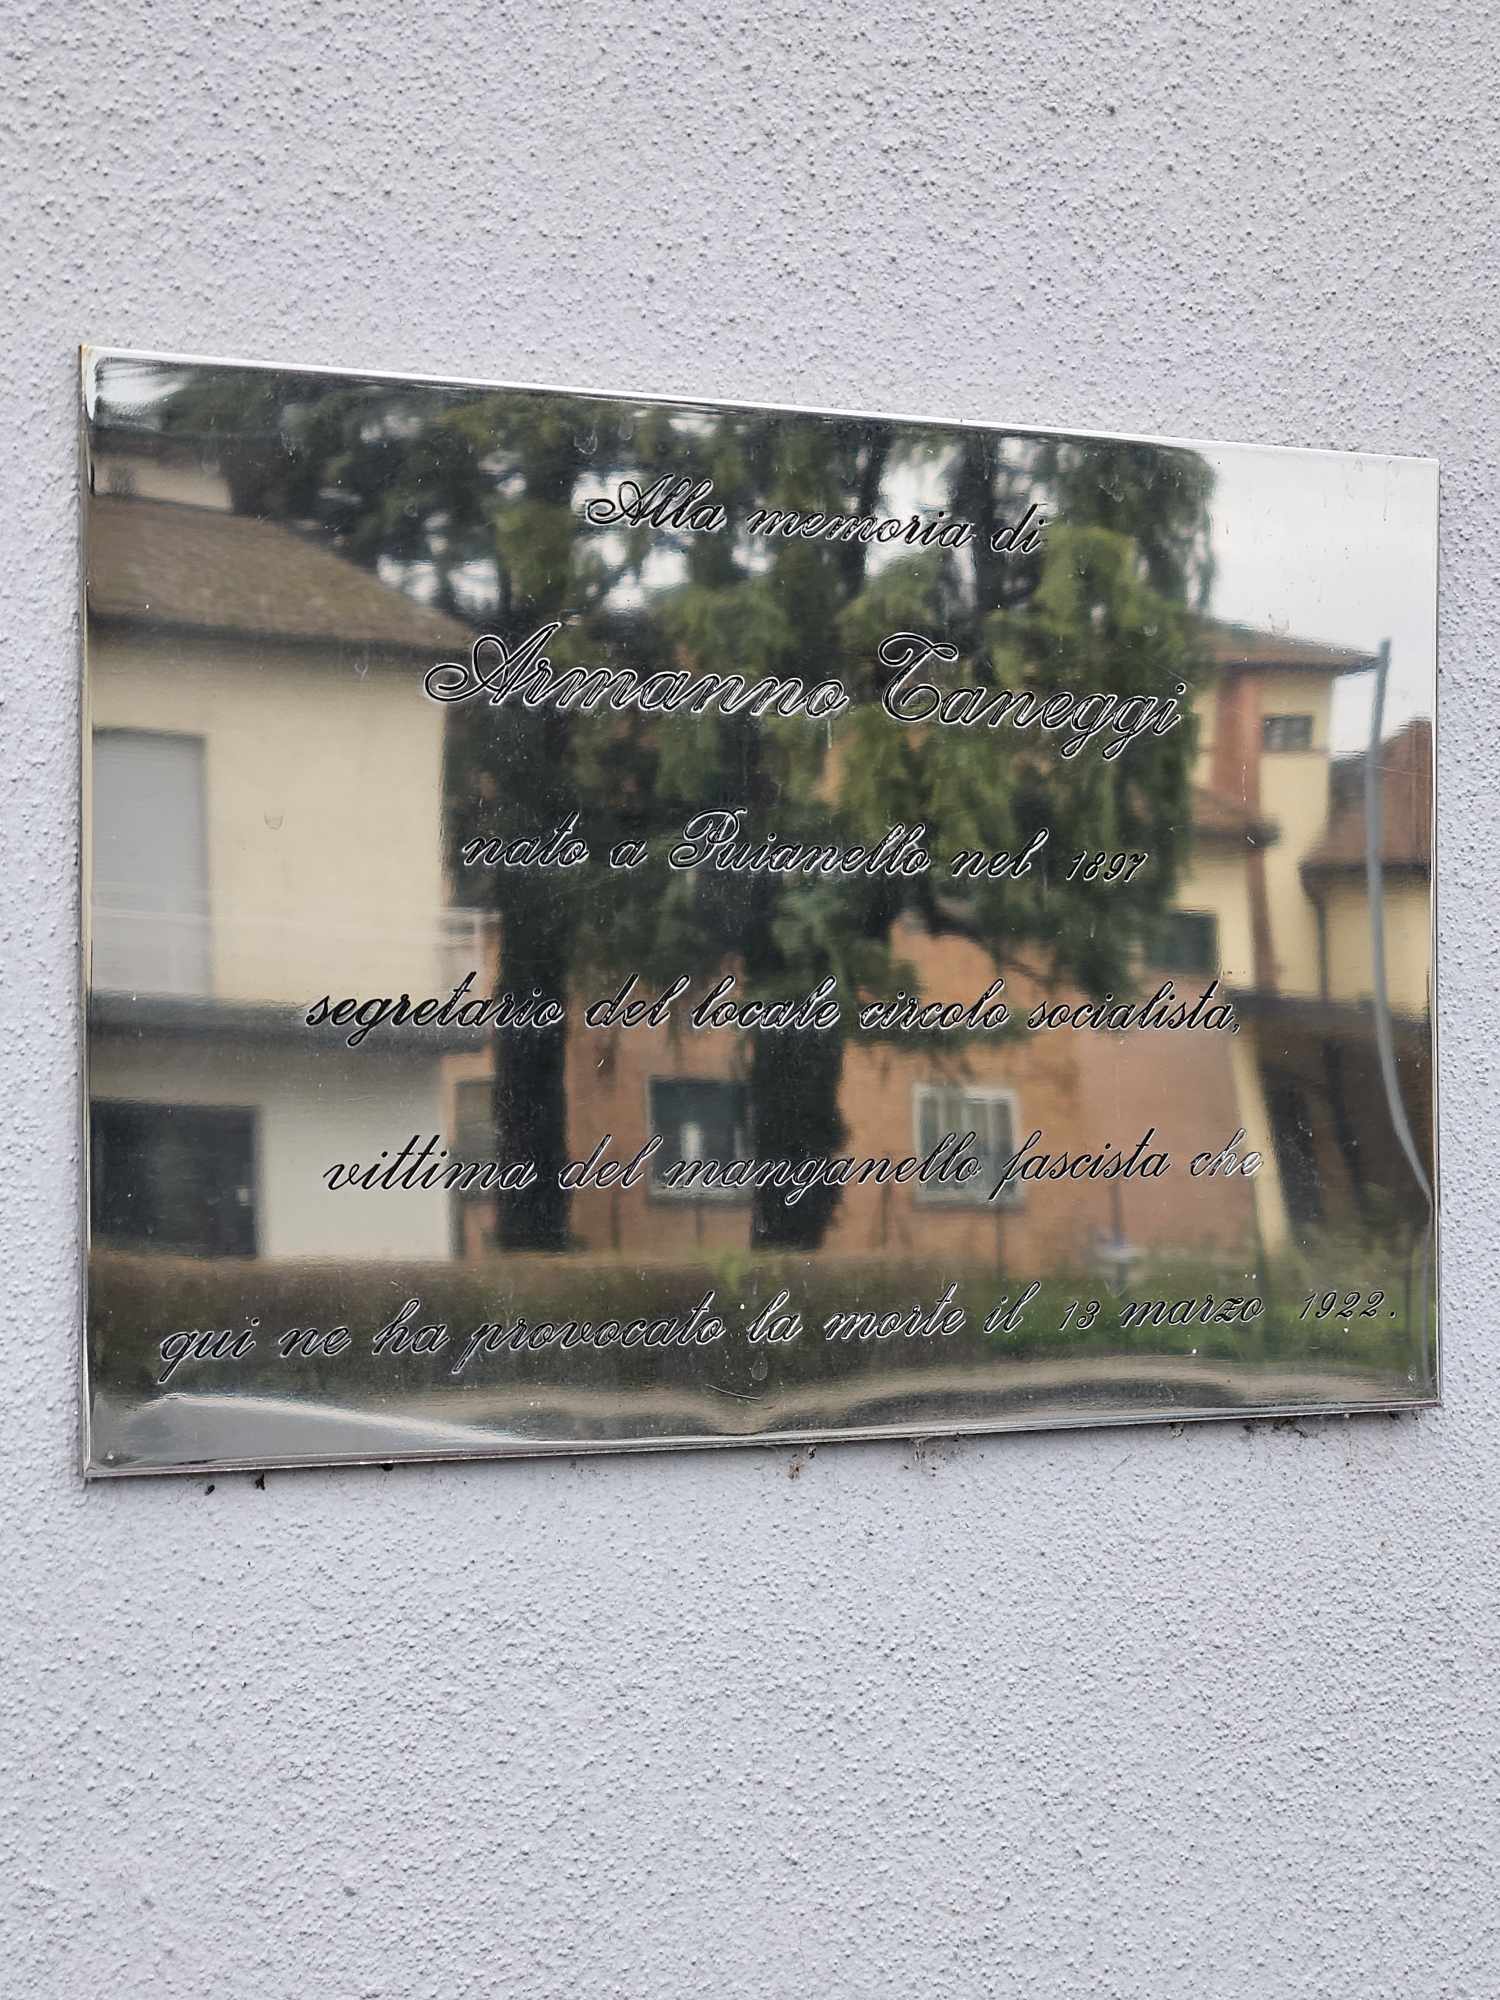 Alla memoria di
Armanno Taneggi
nato a Puianello nel 1897
segretario del locale circolo socialista,
vittima del manganello fascista che
qui ne ha provocato la morte il 13 marzo 1922.